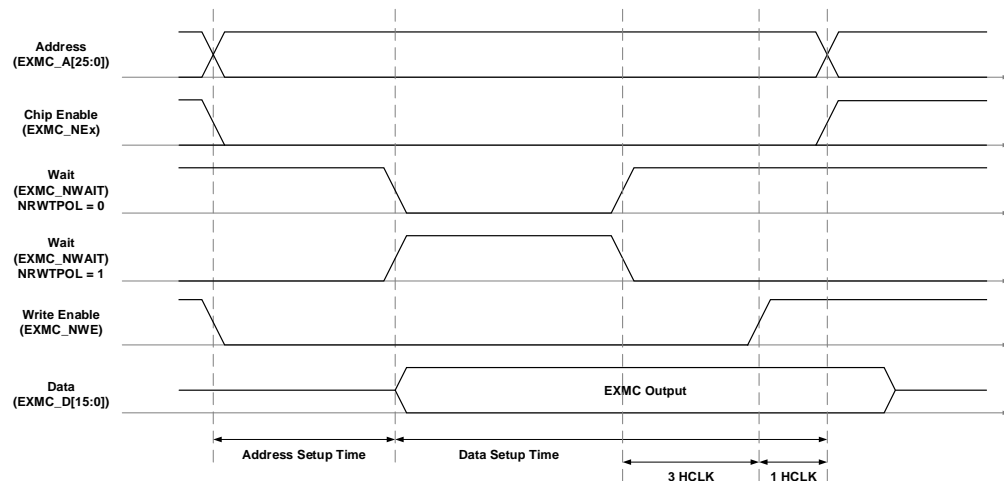 Address
(EXMC_A[25:0])
Chip Enable
(EXMC_NEx)
Wait
(EXMC_NWAIT)
NRWTPOL = 0
Wait
(EXMC_NWAIT)
NRWTPOL = 1
Write Enable
(EXMC_NWE)
Data
(EXMC_D[15:0])
EXMC Output
Address Setup Time
Data Setup Time
3 HCLK
1 HCLK